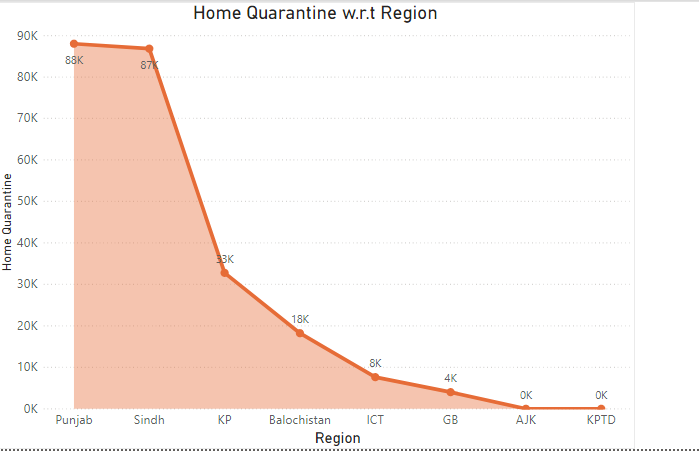 Home Quarantine w.r.t Region
90K
80K
70K
60K
50K
40K
30K
20K
10K
0K
Home Quarantine
88K
87K
33K
18K
8K
4K
0K
0K
Punjab Sindh KP Balochistan ICT GB AJK KPTD
Region